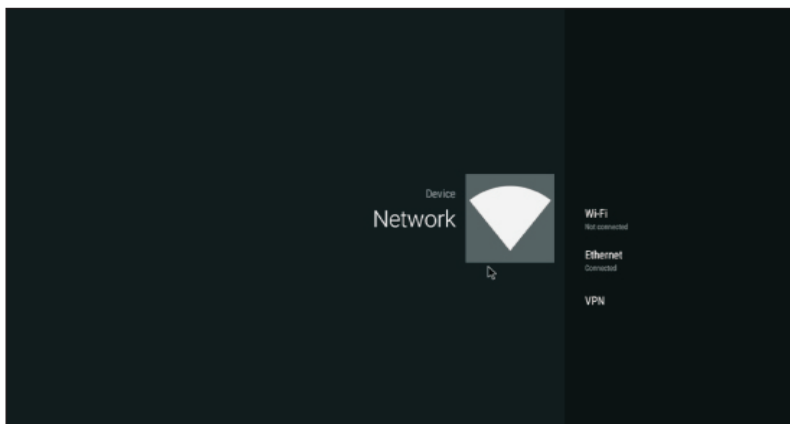 Device
Network
Wi-Fi
Not connected
Ethernet
Connected
VPN